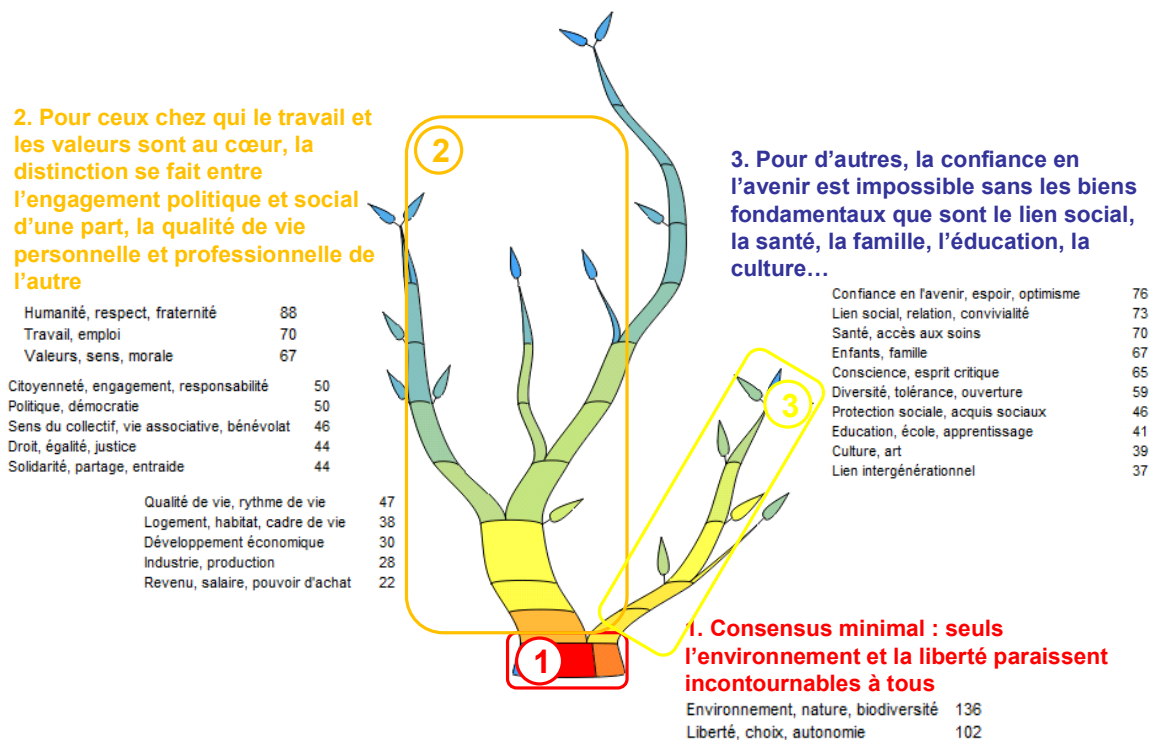 2. Pour ceux chez qui le travail et
les valeurs sont au cœur, la
distinction se fait entre
l’engagement politique et social
d’une part, la qualité de vie
personnelle et professionnelle de
l’autre
Humanité, respect, fraternité 88
Travail, emploi 70
Valeurs, sens, morale 67
Citoyenneté, engagement, responsabilité 50
Politique, démocratie 50
Sens du collectif, vie associative, bénévolat 46
Droit, égalité, justice 44
Solidarité, partage, entraide 44
Qualité de vie, rythme de vie 47
Logement, habitat, cadre de vie 38
Développement économique 30
Industrie, production 28
Revenu, salaire, pouvoir d'achat 22
2
3. Pour d’autres, la confiance en
l’avenir est impossible sans les biens
fondamentaux que sont le lien social,
la santé, la famille, l’éducation, la
culture…
Confiance en l'avenir, espoir, optimisme 76
Lien social, relation, convivialité 73
Santé, accès aux soins 70
Enfants, famille 67
Conscience, esprit critique 65
Diversité, tolérance, ouverture 59
Protection sociale, acquis sociaux 46
Education, école, apprentissage 41
Culture, art 39
Lien intergénérationnel 37
3
1
1. Consensus minimal : seuls
l’environnement et la liberté paraissent
incontournables à tous
Environnement, nature, biodiversité 136
Liberté, choix, autonomie 102